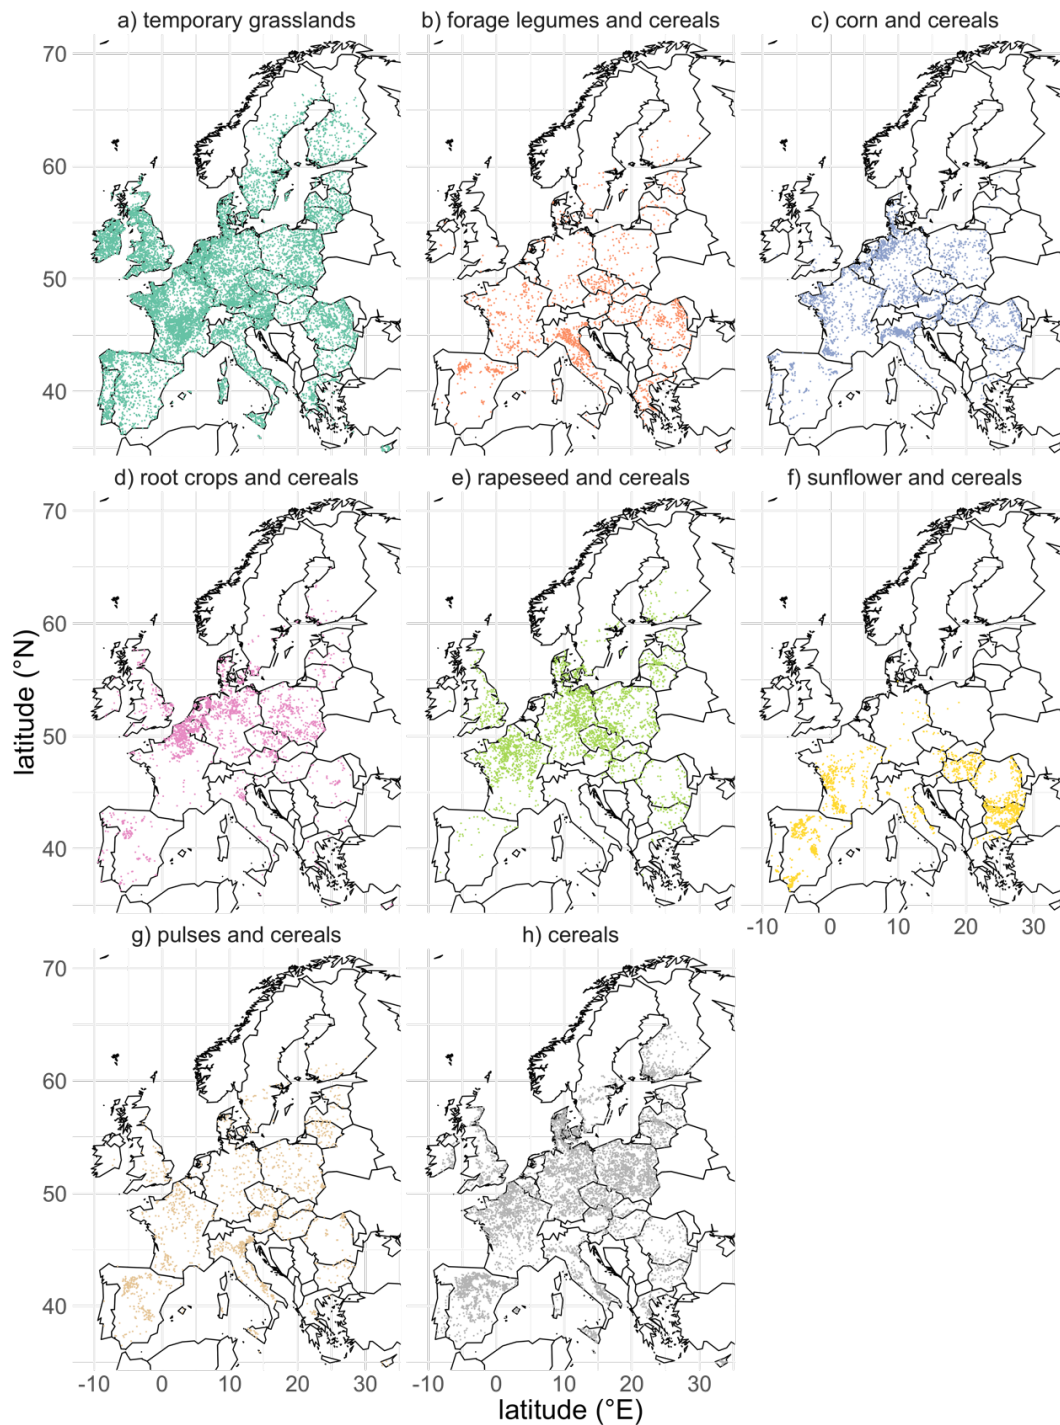 a) temporary grasslands b) forage legumes and cereals c) corn and cereals
70
60
50
40
d) root crops and cereals e) rapeseed and cereals f) sunflower and cereals
70
60
50
40
-10 0 10 20 30
latitude (°N)
g) pulses and cereals h) cereals
70
60
50
40
-10 0 10 20 30 -10 0 10 20 30
latitude (°E)